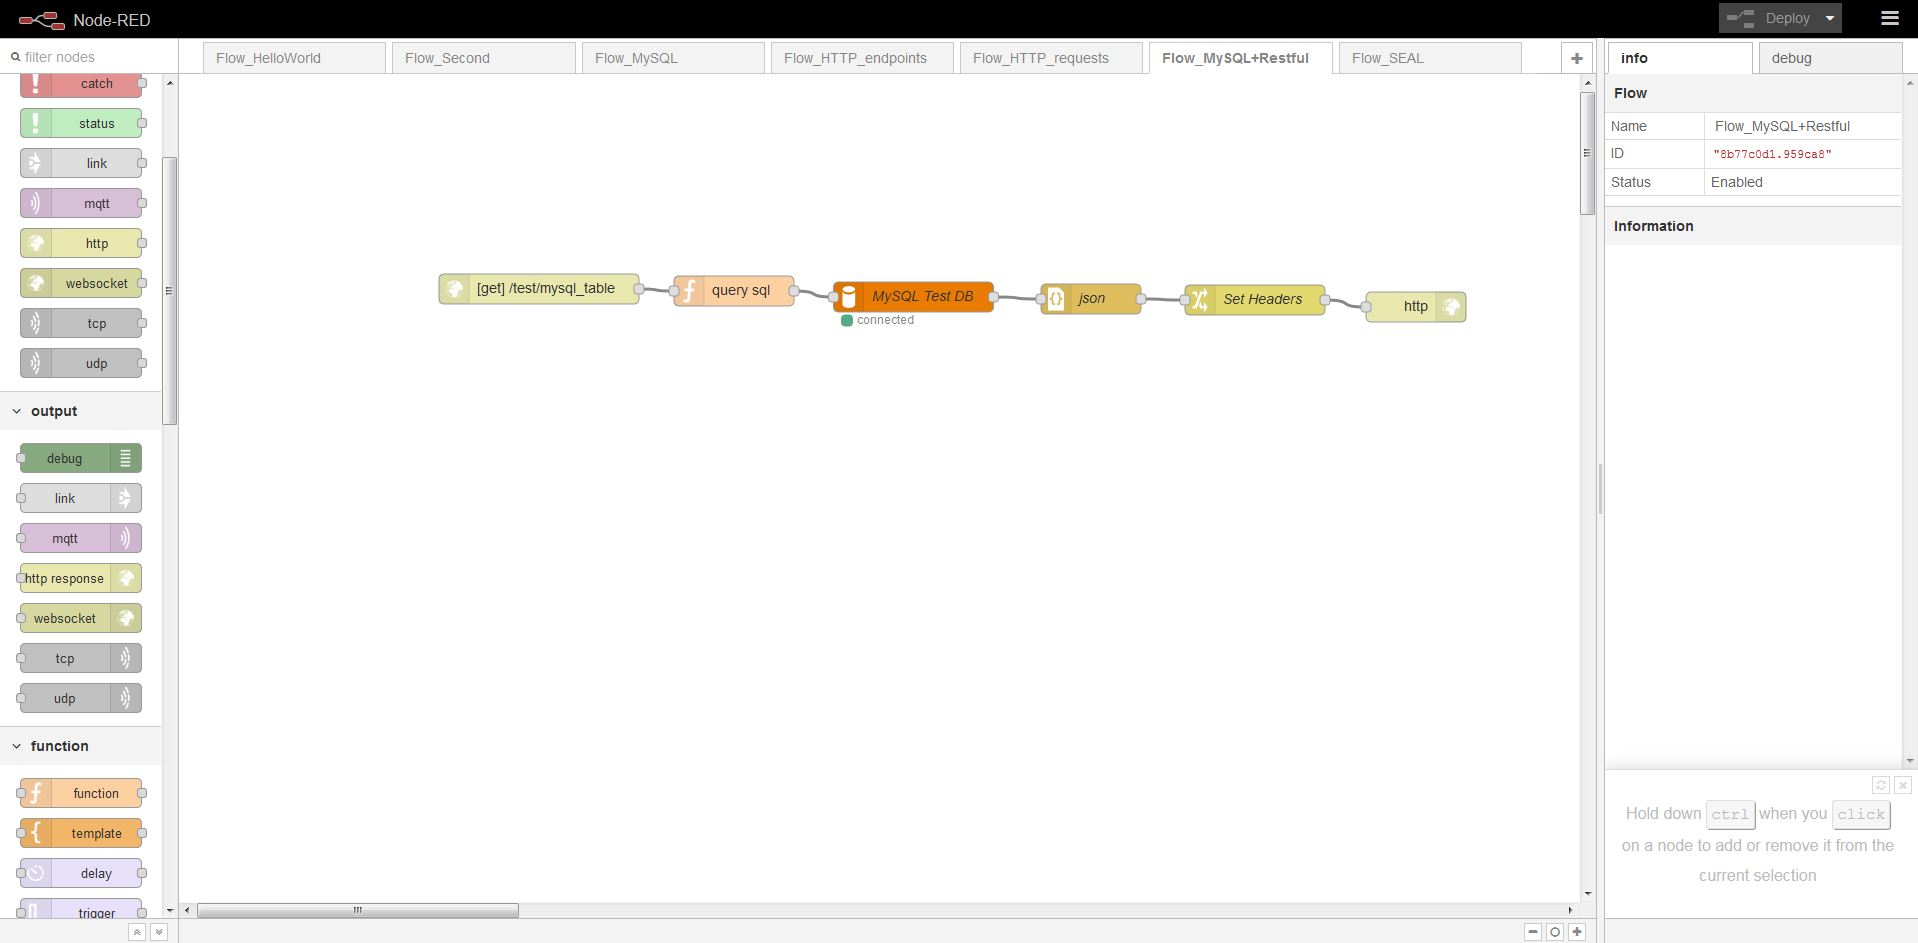 Node-RED
Deploy
filter nodes
Flow_HelloWorld
Flow_Second
Flow_MySQL
Flow_HTTP_endpoints
Flow_HTTP_requests
Flow_MySQL+Restful
Flow_SEAL
info
debug
catch
status
link
mqtt
http
websocket
tcp
udp
output
debug
link
mqtt
http response
websocket
tcp
udp
function
function
template
delay
trigger
[get] /test/mysql_table
query sql
MySQL Test DB
connected
json
Set Headers
http
Flow
Name Flow_MySQL+Restful
ID "8b77c0d1.959ca8"
Status Enabled
Information
Hold down ctrl when you click
on a node to add or remove it from the
current selection